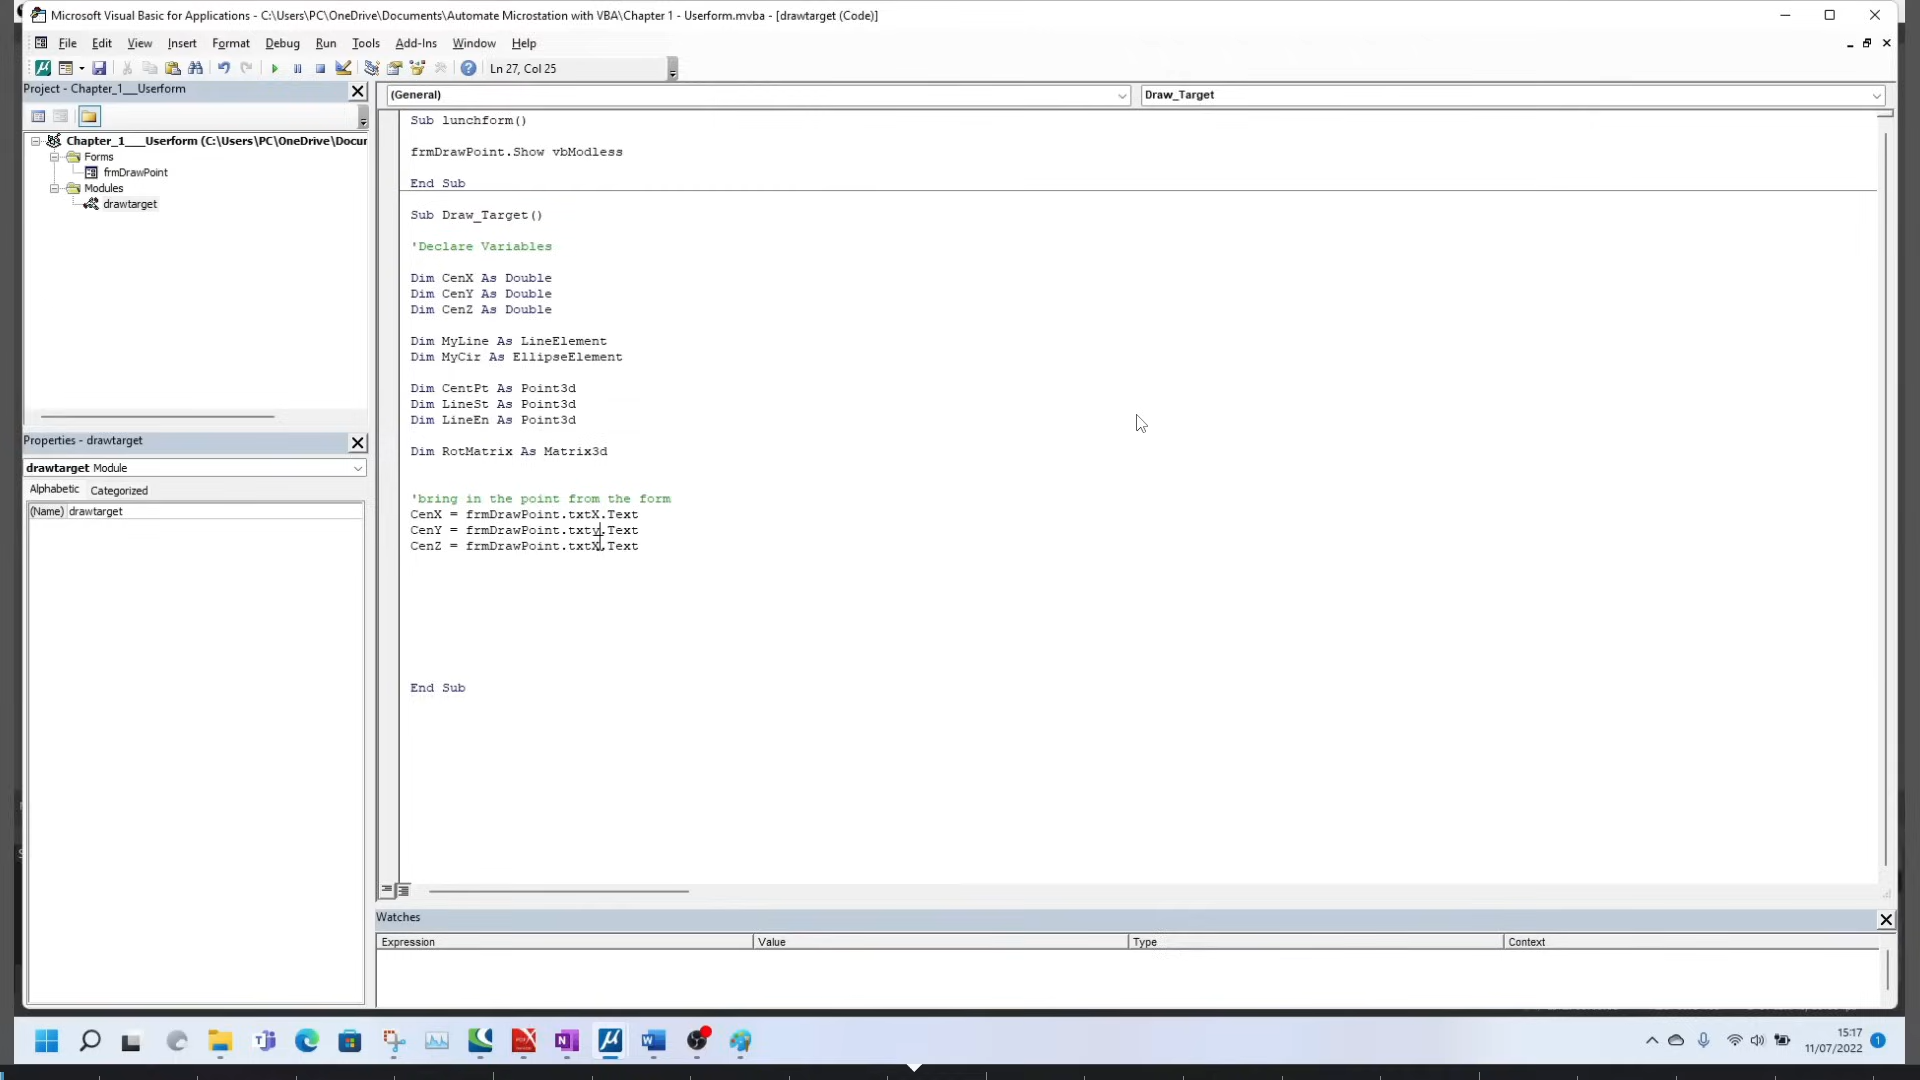 Microsoft Visual Basic for Applications - C:\Users\PC\OneDrive\Documents\Automate Microstation with VBA\Chapter 1 - Userform.mvba - [drawtarget (Code)]
File Edit View Insert Format Debug Run Tools Add-Ins Window Help
Ln 27, Col 25
Project - Chapter_1___Userform
Chapter_1___Userform (C:\Users\PC\OneDrive\Docur
Forms
frmDrawPoint
Modules
drawtarget
Properties - drawtarget
drawtarget Module
Alphabetic Categorized
(Name) drawtarget
(General) Draw_Target
Sub lunchform()
frmDrawPoint.Show vbModless
End Sub
Sub Draw_Target()
'Declare Variables
Dim CenX As Double
Dim CenY As Double
Dim CenZ As Double
Dim MyLine As LineElement
Dim MyCir As EllipseElement
Dim CentPt As Point3d
Dim LineSt As Point3d
Dim LineEn As Point3d
Dim RotMatrix As Matrix3d
'bring in the point from the form
CenX = frmDrawPoint.txtX.Text
CenY = frmDrawPoint.txty.Text
CenZ = frmDrawPoint.txtX.Text
End Sub
Watches
Expression Value Type Context
15:17
11/07/2022
1